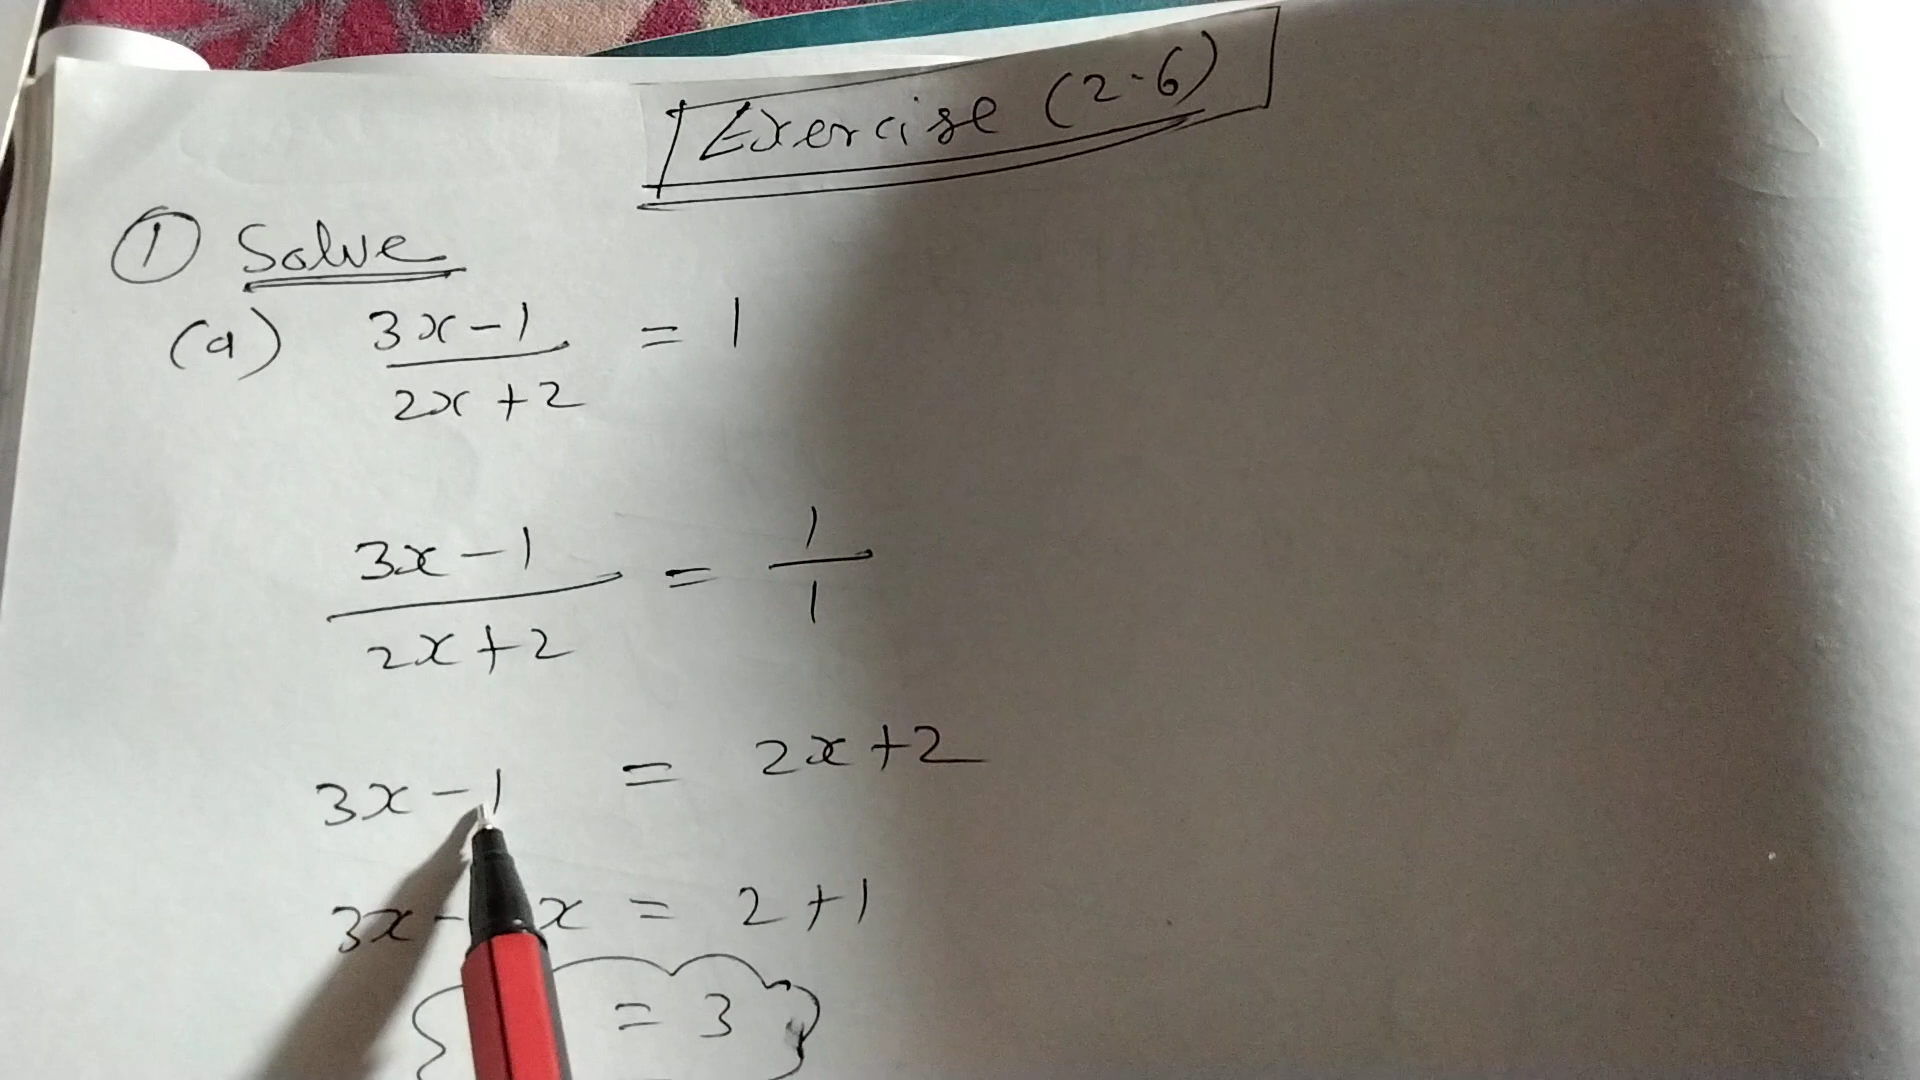 Exercise (2.6)
① Solve
(a) 3x-1 / 2x+2 = 1
3x-1 / 2x+2 = 1/1
3x-1 = 2x+2
3x- x = 2+1
= 3